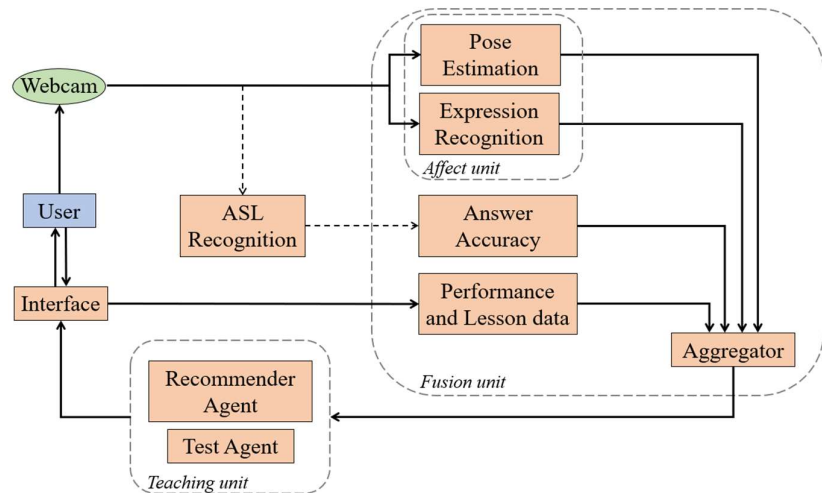 Pose
Estimation
Webcam
Expression
Recognition
Affect unit
User
ASL
Recognition
Answer
Accuracy
Interface
Performance
and Lesson data
Aggregator
Recommender
Agent
Fusion unit
Test Agent
Teaching unit